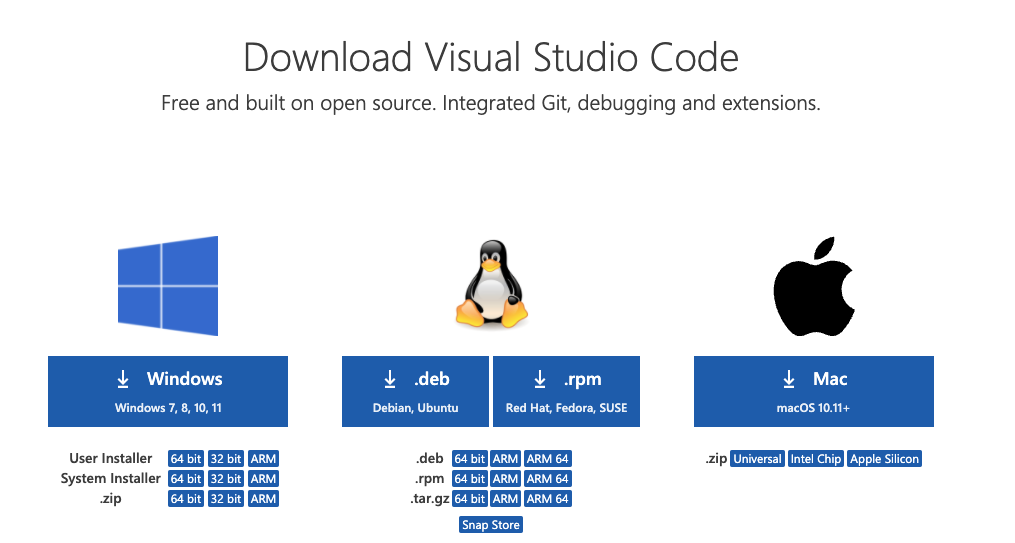 Download Visual Studio Code
Free and built on open source. Integrated Git, debugging and extensions.
Windows
Windows 7, 8, 10, 11
User Installer 64 bit 32 bit ARM
System Installer 64 bit 32 bit ARM
.zip 64 bit 32 bit ARM
.deb
Debian, Ubuntu
.rpm
Red Hat, Fedora, SUSE
.deb 64 bit ARM ARM 64
.rpm 64 bit ARM ARM 64
.tar.gz 64 bit ARM ARM 64
Snap Store
Mac
macOS 10.11+
.zip Universal Intel Chip Apple Silicon